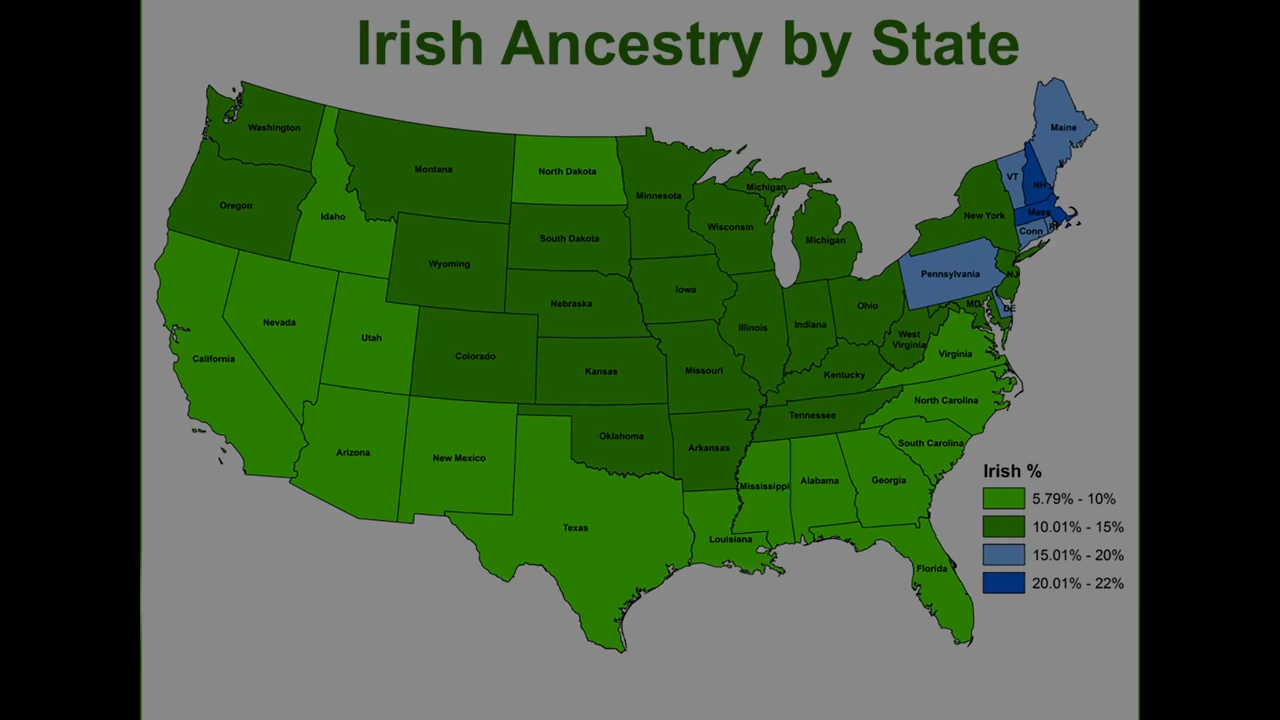 Irish Ancestry by State
Washington
Maine
Montana
North Dakota
VT
NH
Michigan
Minnesota
Oregon
Idaho
New York
Mass
RI
Conn
Wisconsin
Michigan
South Dakota
Wyoming
Pennsylvania
NJ
Iowa
Nebraska
Ohio
MD
DE
Nevada
Illinois
Indiana
West
Virginia
Utah
Colorado
Virginia
California
Kansas
Missouri
Kentucky
North Carolina
Tennessee
Oklahoma
Arkansas
South Carolina
Arizona
New Mexico
Mississippi
Alabama
Georgia
Texas
Louisiana
Florida
Irish %
5.79% - 10%
10.01% - 15%
15.01% - 20%
20.01% - 22%